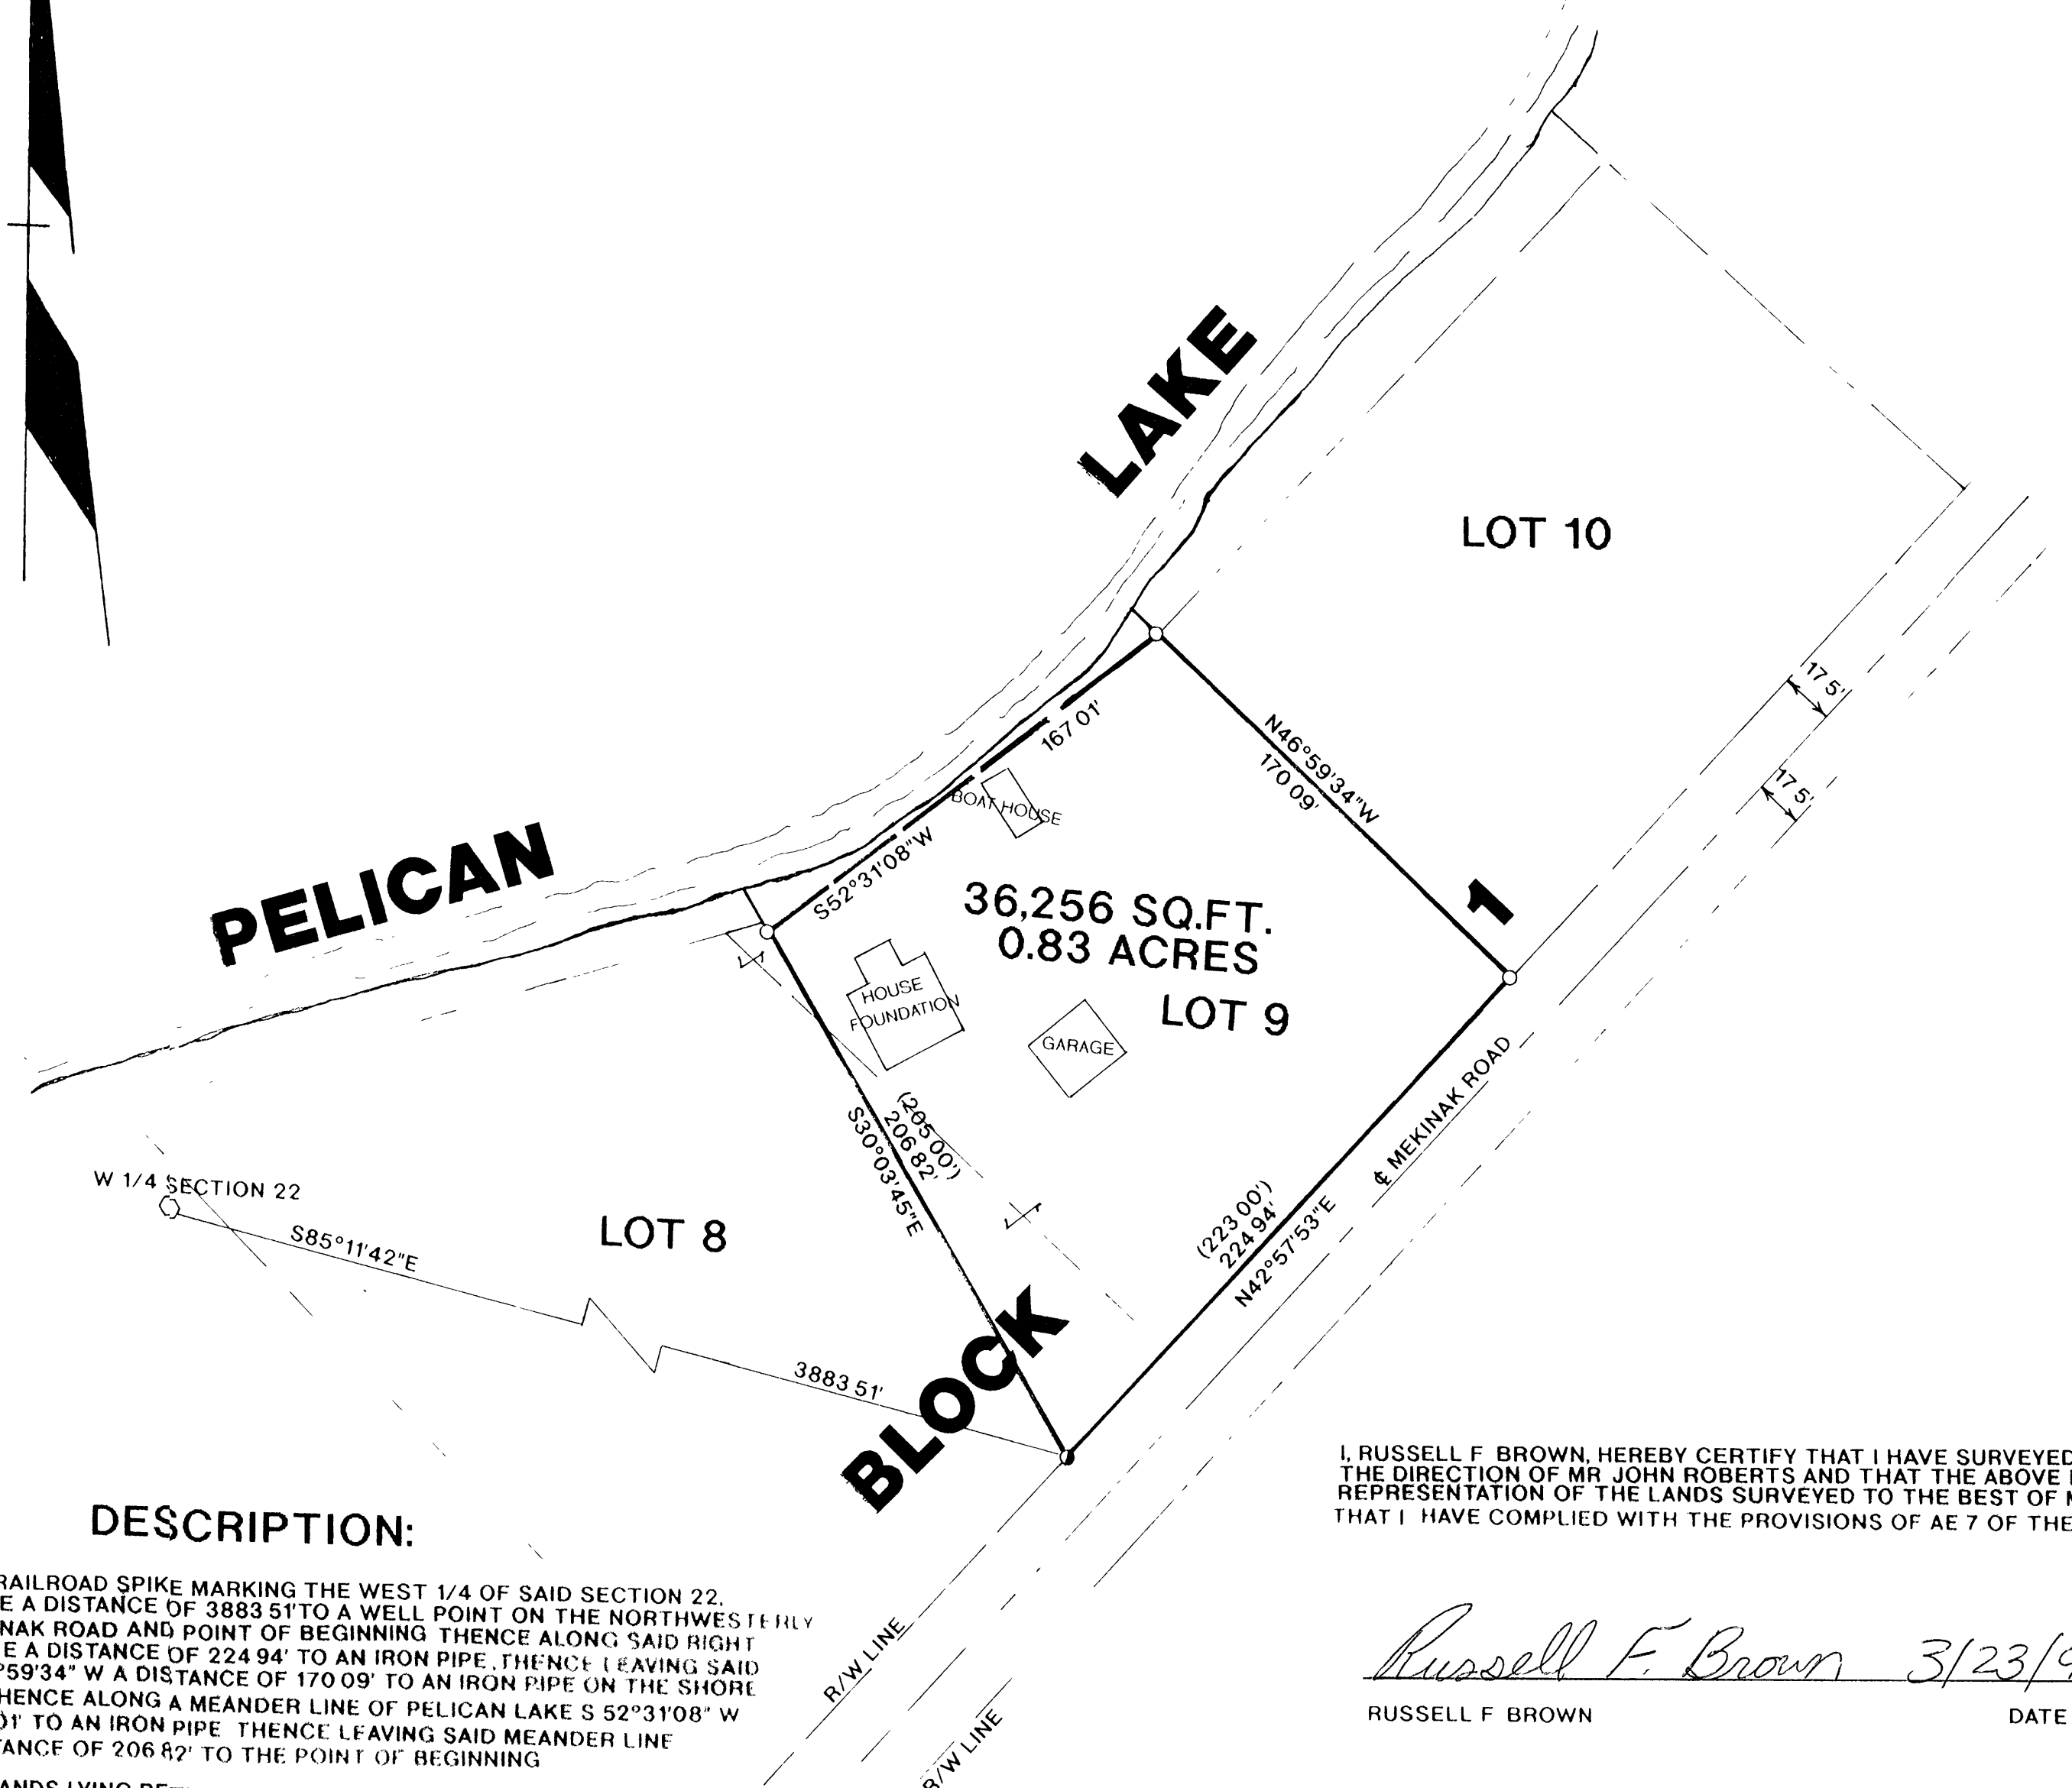 PELICAN
LAKE
LOT 10
17 5'
17 5'
167 01'
S52°31'08"W
N46°59'34"W
170 09'
BOAT HOUSE
1
36,256 SQ.FT.
0.83 ACRES
LOT 9
HOUSE
FOUNDATION
GARAGE
(205 00')
206 82'
S30°03'45"E
℄ MEKINAK ROAD
(223 00')
224 94'
N42°57'53"E
W 1/4 SECTION 22
S85°11'42"E
LOT 8
3883 51'
BLOCK
R/W LINE
R/W LINE
DESCRIPTION:
RAILROAD SPIKE MARKING THE WEST 1/4 OF SAID SECTION 22,
E A DISTANCE OF 3883 51' TO A WELL POINT ON THE NORTHWESTERLY
NAK ROAD AND POINT OF BEGINNING THENCE ALONG SAID RIGHT
E A DISTANCE OF 224 94' TO AN IRON PIPE, THENCE LEAVING SAID
°59'34" W A DISTANCE OF 170 09' TO AN IRON PIPE ON THE SHORE
HENCE ALONG A MEANDER LINE OF PELICAN LAKE S 52°31'08" W
01' TO AN IRON PIPE THENCE LEAVING SAID MEANDER LINE
TANCE OF 206 82' TO THE POINT OF BEGINNING
I, RUSSELL F BROWN, HEREBY CERTIFY THAT I HAVE SURVEYED
THE DIRECTION OF MR JOHN ROBERTS AND THAT THE ABOVE
REPRESENTATION OF THE LANDS SURVEYED TO THE BEST OF
THAT I HAVE COMPLIED WITH THE PROVISIONS OF AE 7 OF THE
Russell F. Brown 3/23/9
RUSSELL F BROWN
DATE